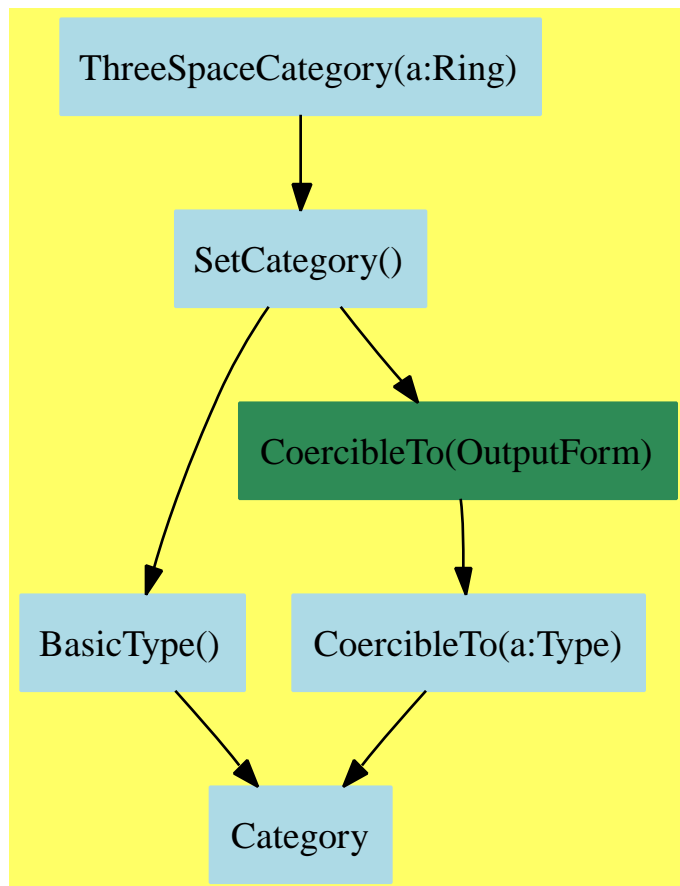 ThreeSpaceCategory(a:Ring)
SetCategory()
CoercibleTo(OutputForm)
BasicType()
CoercibleTo(a:Type)
Category